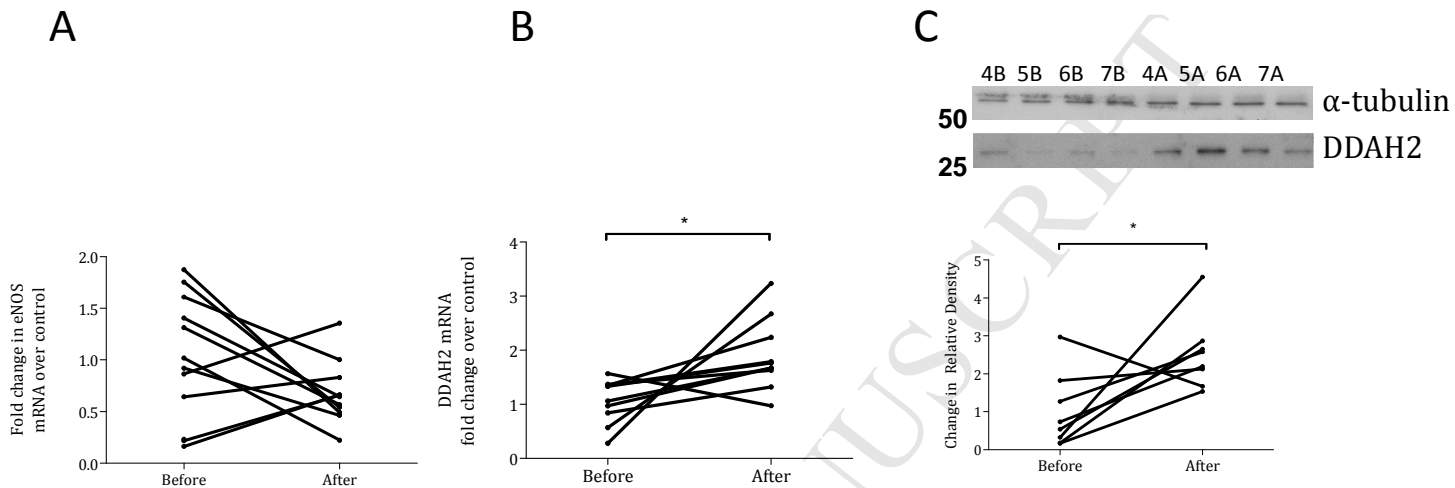 A
B
C
4B 5B 6B 7B 4A 5A 6A 7A
α-tubulin
50
DDAH2
25
Fold change in eNOS
mRNA over control
2.0
1.5
1.0
0.5
0.0
Before After
DDAH2 mRNA
fold change over control
*
4
3
2
1
0
Before After
Change in Relative Density
*
5
4
3
2
1
0
Before After
USCRIPT